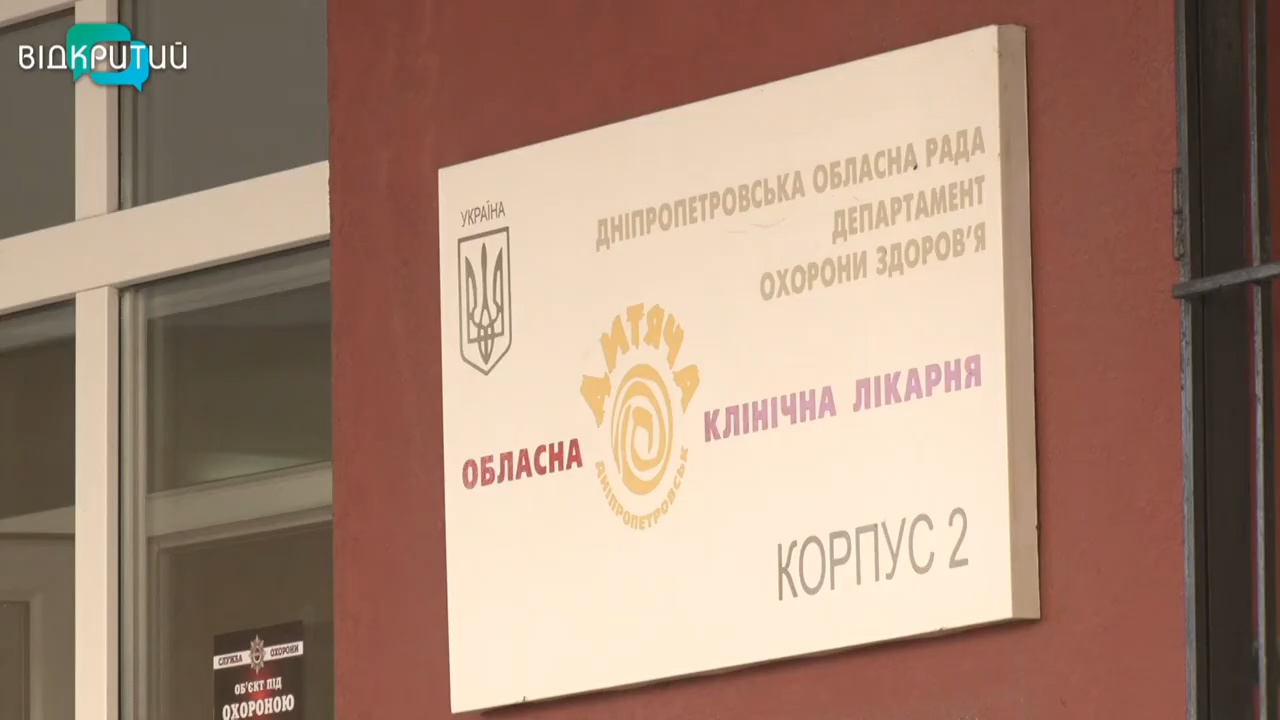 ВІДКРИТИЙ
УКРАЇНА
ДНІПРОПЕТРОВСЬКА ОБЛАСНА РАДА
ДЕПАРТАМЕНТ
ОХОРОНИ ЗДОРОВ'Я
ОБЛАСНА ДИТЯЧА КЛІНІЧНА ЛІКАРНЯ
ДНІПРОПЕТРОВСЬК
КОРПУС 2
СЛУЖБА ОХОРОНИ
ОБ'ЄКТ ПІД
ОХОРОНОЮ